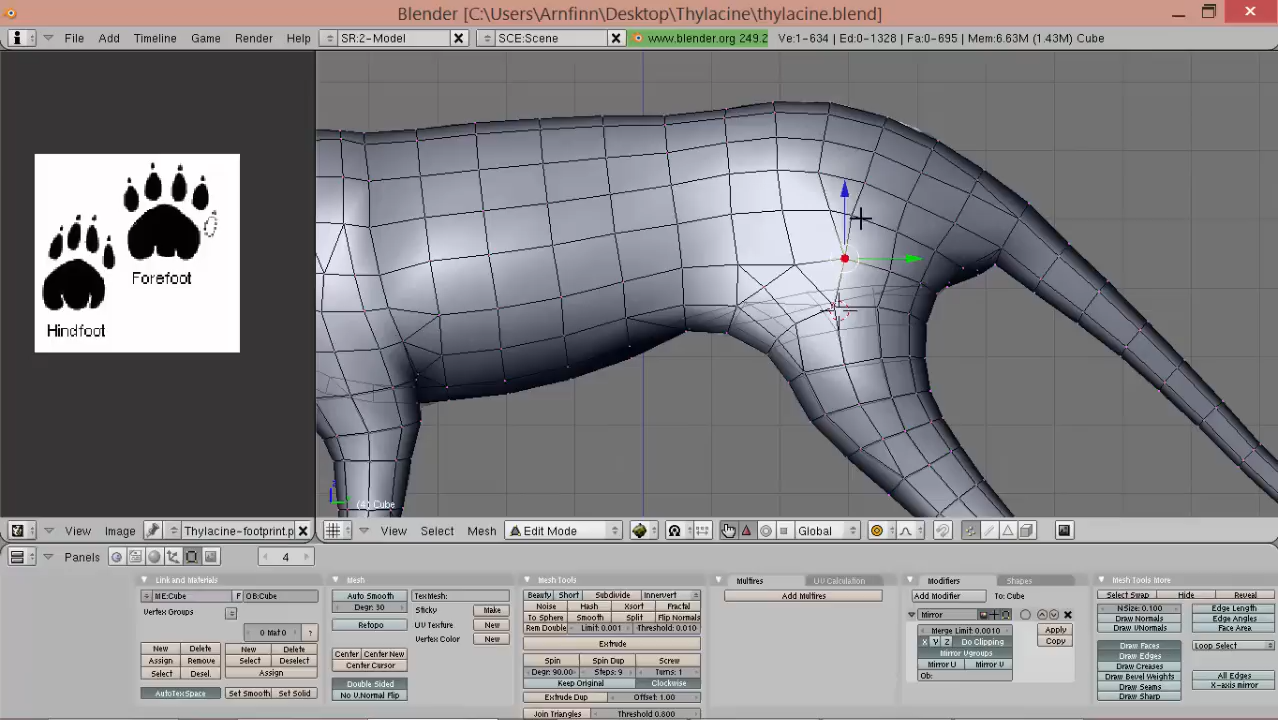 Blender [C:\Users\Arnfinn\Desktop\Thylacine\thylacine.blend]
File Add Timeline Game Render Help SR:2-Model SCE:Scene www.blender.org 249.2 Ve:1-634 | Ed:0-1328 | Fa:0-695 | Mem:6.63M (1.43M) Cube
Forefoot
Hindfoot
(4) Cube
View Image Thylacine-footprint.p View Select Mesh Edit Mode Global
Panels 4
Link and Materials Mesh Mesh Tools Multires UV Calculation Modifiers Shapes Mesh Tools More
ME:Cube F OB:Cube Auto Smooth TexMesh: Beauty Short Subdivide Innervert Add Multires Add Modifier To: Cube Select Swap Hide Reveal
Vertex Groups Degr: 30 Sticky Make Noise Hash Xsort Fractal Mirror NSize: 0.100 Edge Length
Retopo UV Texture New To Sphere Smooth Split Flip Normals Merge Limit: 0.0010 Apply Draw Normals Edge Angles
0 Mat 0 ? Vertex Color New Rem Double Limit: 0.001 Threshold: 0.010 X Y Z Do Clipping Copy Draw VNormals Face Area
New Delete New Delete Center Center New Extrude Mirror Vgroups Draw Faces Loop Select
Assign Remove Select Deselect Center Cursor Spin Spin Dup Screw Mirror U Mirror V Draw Edges
Select Desel. Assign Degr: 90.00 Steps: 9 Turns: 1 Ob: Draw Creases All Edges
AutoTexSpace Set Smooth Set Solid Double Sided Keep Original Clockwise Draw Bevel Weights X-axis mirror
No V.Normal Flip Extrude Dup Offset: 1.00 Draw Seams
Join Triangles Threshold 0.800 Draw Sharp